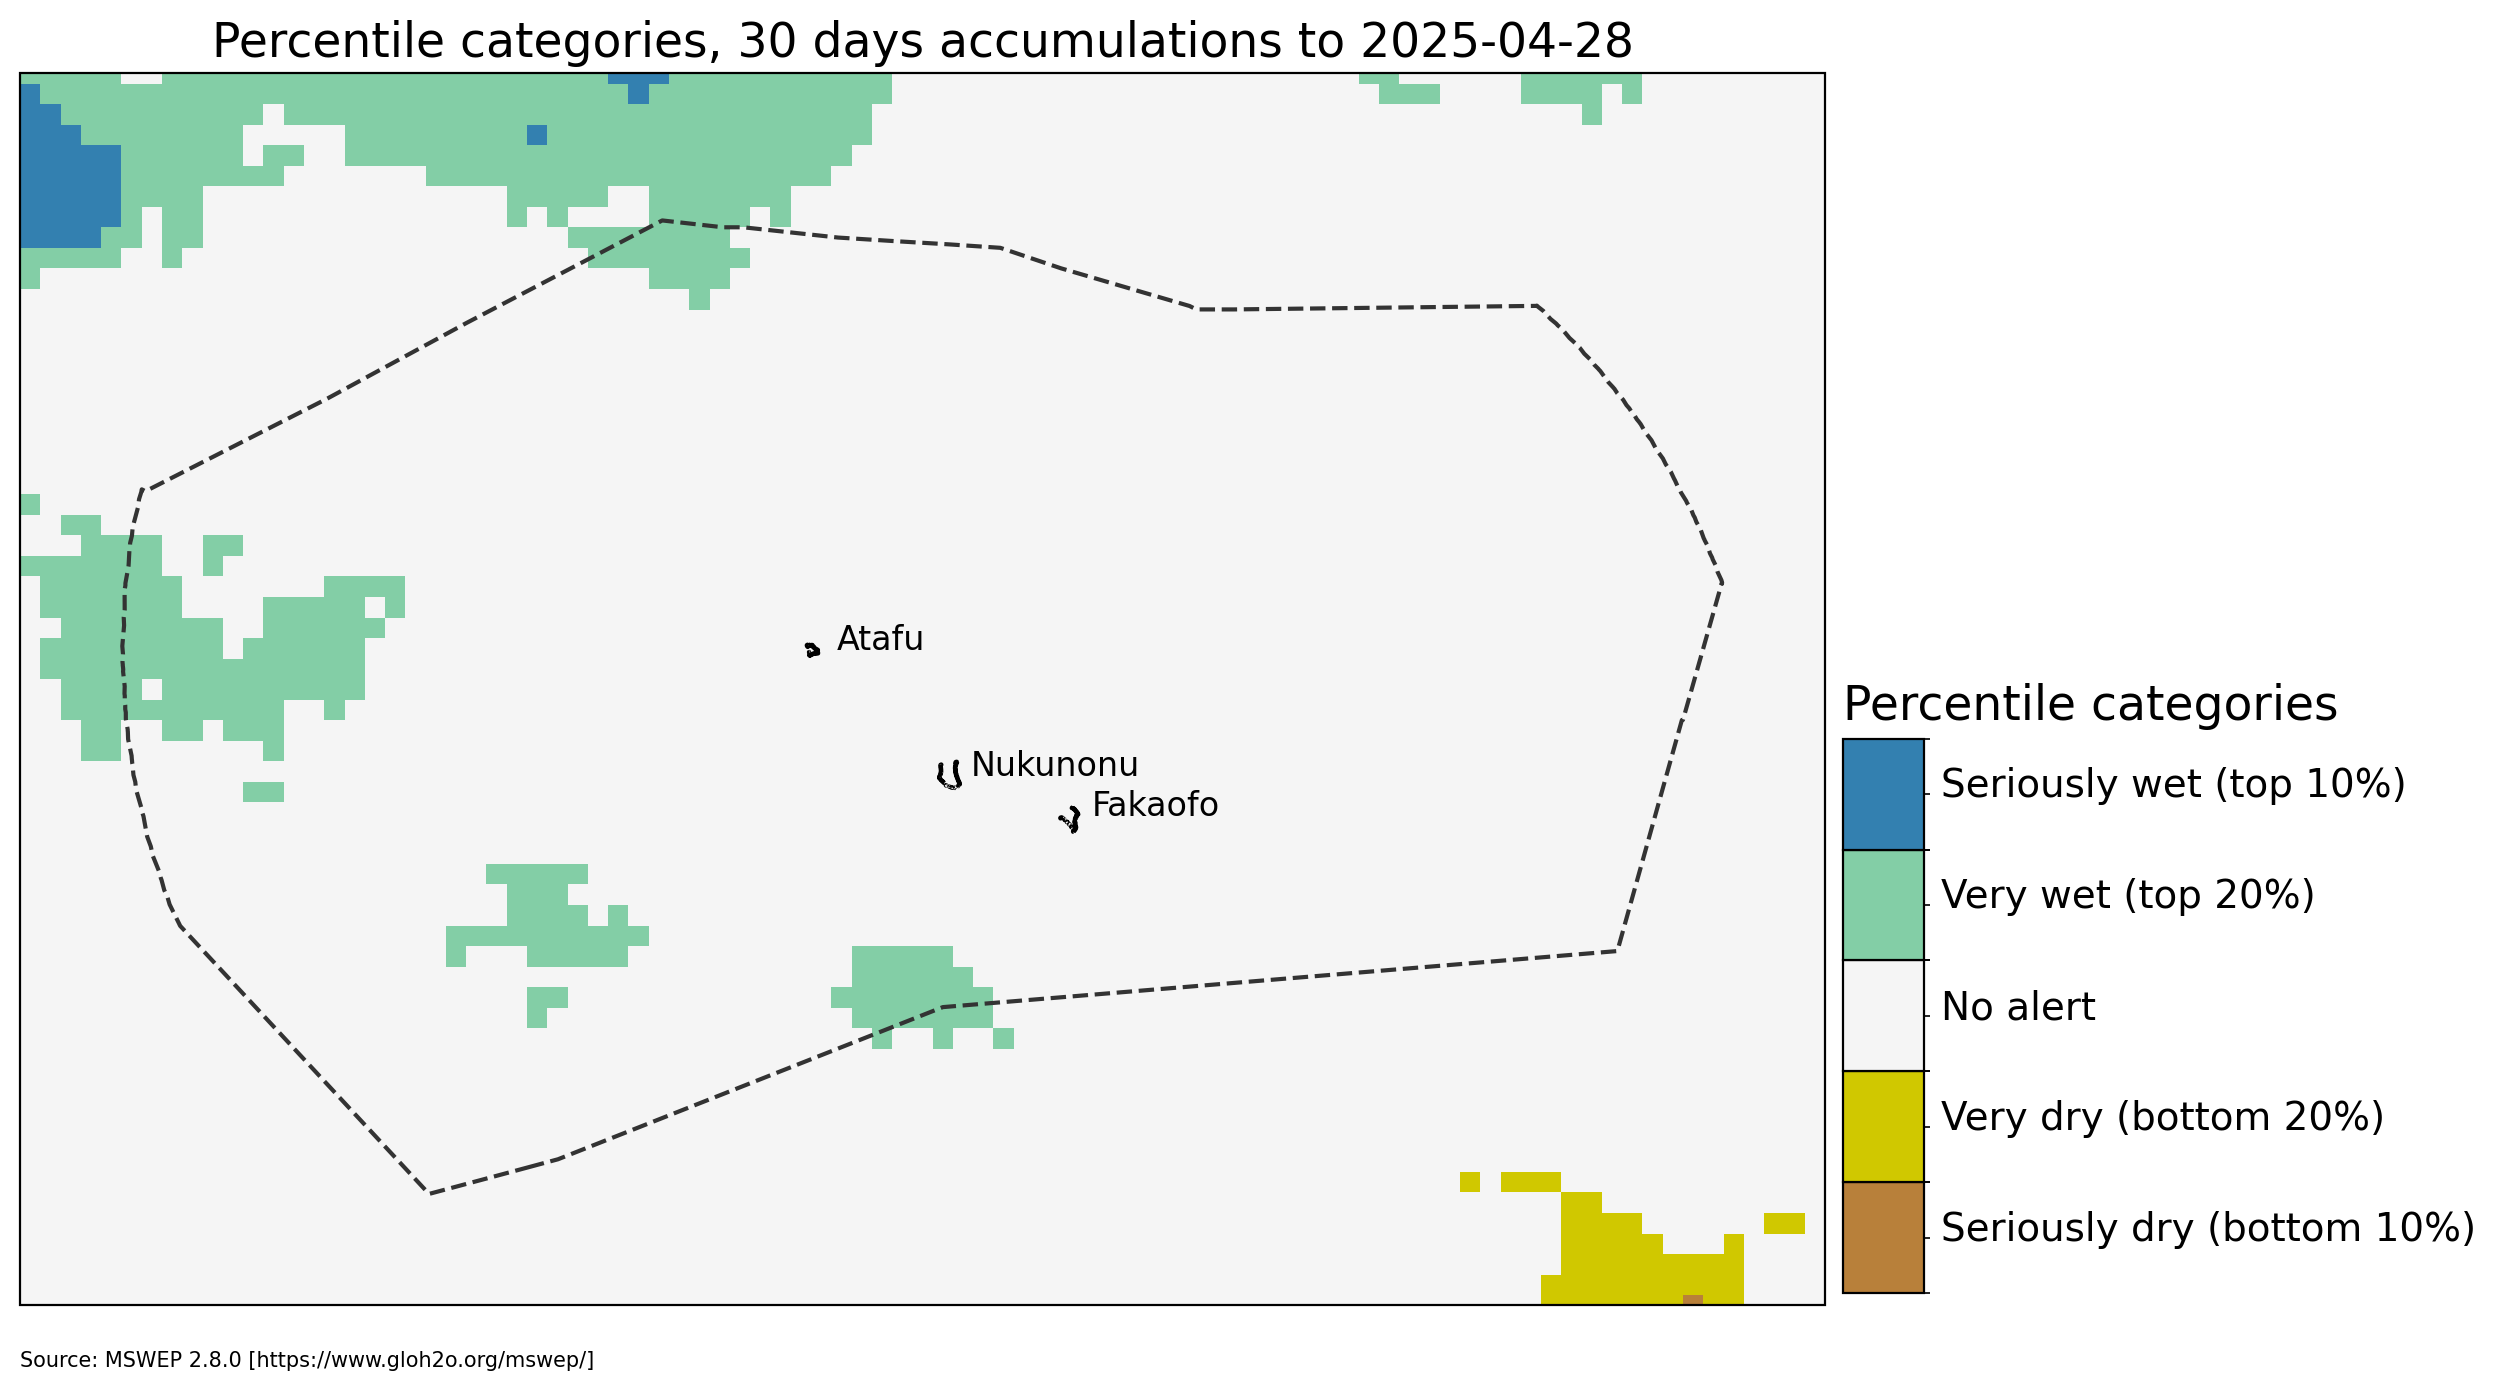 Percentile categories, 30 days accumulations to 2025-04-28
Atafu
Nukunonu
Fakaofo
Percentile categories
Seriously wet (top 10%)
Very wet (top 20%)
No alert
Very dry (bottom 20%)
Seriously dry (bottom 10%)
Source: MSWEP 2.8.0 [https://www.gloh2o.org/mswep/]